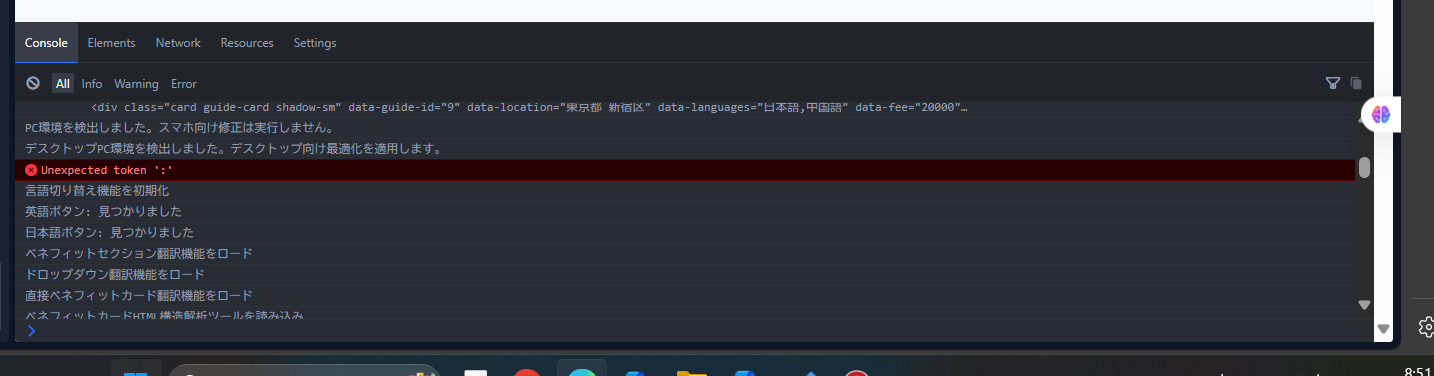 Console Elements Network Resources Settings
All Info Warning Error
<div class="card guide-card shadow-sm" data-guide-id="9" data-location="東京都 新宿区" data-languages="日本語,中国語" data-fee="20000"…
PC環境を検出しました。スマホ向け修正は実行しません。
デスクトップPC環境を検出しました。デスクトップ向け最適化を適用します。
Unexpected token ':'
言語切り替え機能を初期化
英語ボタン: 見つかりました
日本語ボタン: 見つかりました
ベネフィットセクション翻訳機能をロード
ドロップダウン翻訳機能をロード
直接ベネフィットカード翻訳機能をロード
ベネフィットカードHTML構造解析ツールを読み込み
8:51